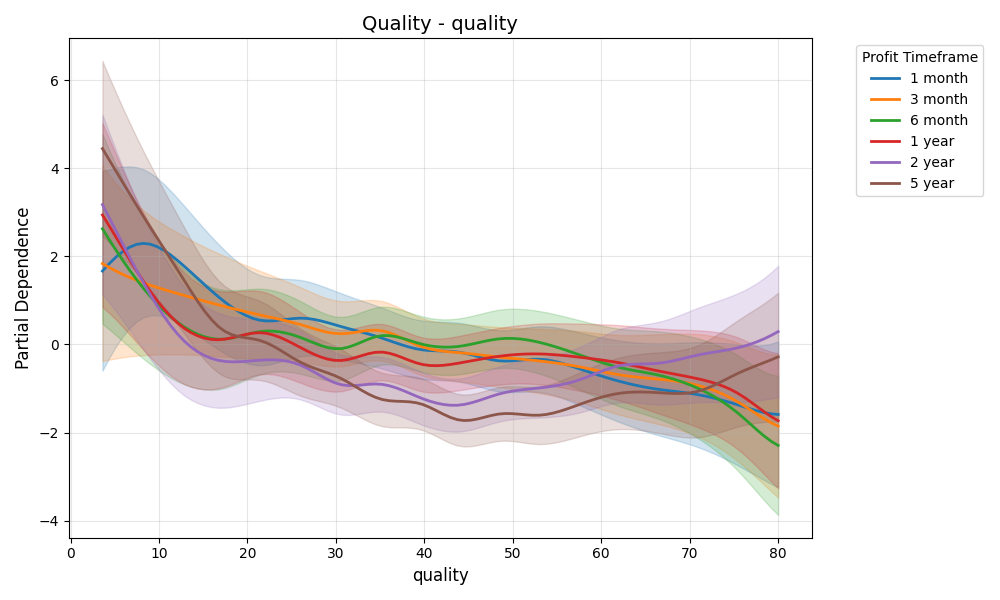 Quality - quality
Profit Timeframe
1 month
3 month
6 month
1 year
2 year
5 year
Partial Dependence
6
4
2
0
−2
−4
0 10 20 30 40 50 60 70 80
quality